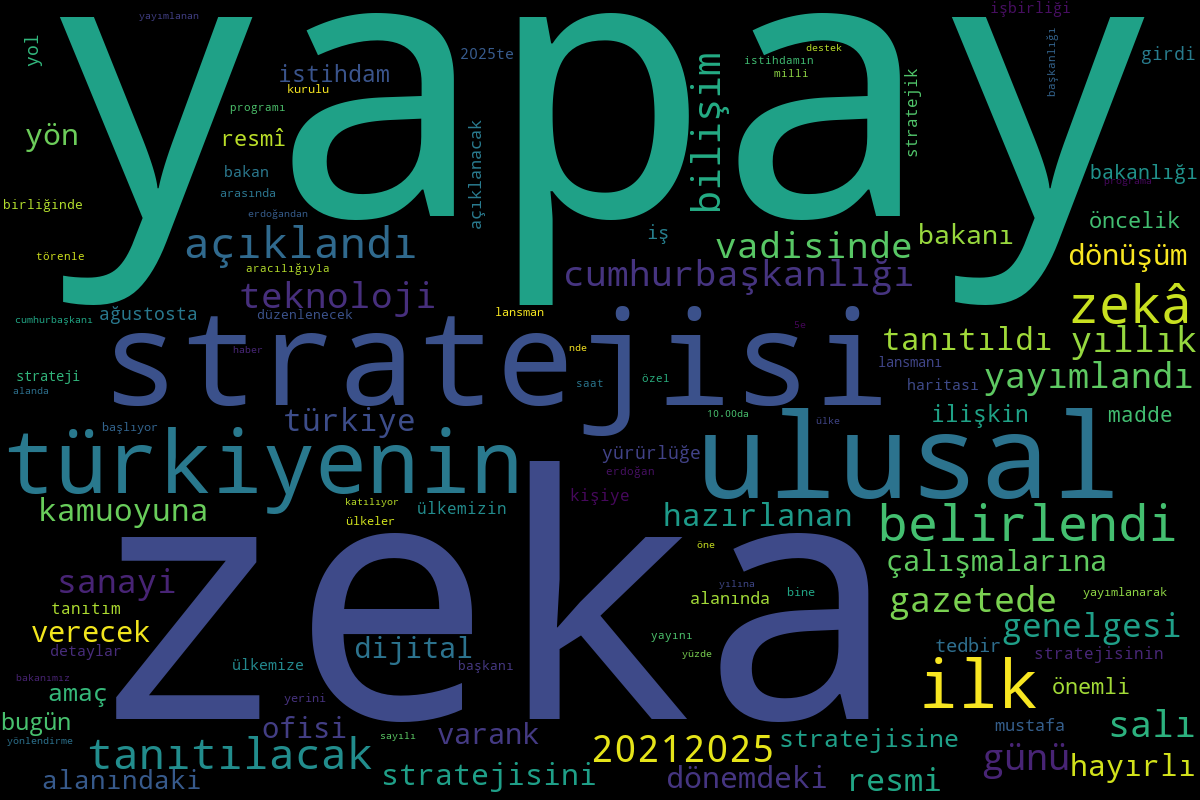 yapay
yayımlanan
işbirliği
yol
2025te
destek
başkanlığı
girdi
istihdam
kurulu
istihdamın
milli
bilişim
stratejik
programı
yön
resmî
açıklanacak
bakan
bakanlığı
programa
arasında
birliğinde
erdoğandan
öncelik
iş
açıklandı
vadisinde
bakanı
törenle
aracılığıyla
dönüşüm
teknoloji
cumhurbaşkanlığı
zekâ
cumhurbaşkanı
ağustosta
düzenlenecek
lansman
5e
stratejisi
tanıtıldı
yıllık
haber
nde
lansmanı
strateji
alanda
saat
özel
haritası
yayımlandı
türkiye
10.00da
ülke
ilişkin
madde
başlıyor
türkiyenin
yürürlüğe
ulusal
erdoğan
kişiye
kamuoyuna
katılıyor
ülkeler
ülkemizin
hazırlanan
belirlendi
zeka
öne
çalışmalarına
sanayi
yılına
bine
yayımlanarak
tanıtım
alanında
gazetede
verecek
genelgesi
detaylar
dijital
yayını
yüzde
tedbir
stratejisinin
ülkemize
başkanı
bakanımız
amaç
yerini
ilk
önemli
bugün
yönlendirme
ofisi
sayılı
varank
mustafa
salı
tanıtılacak
20212025
stratejisine
günü
alanındaki
stratejisini
dönemdeki
resmi
hayırlı